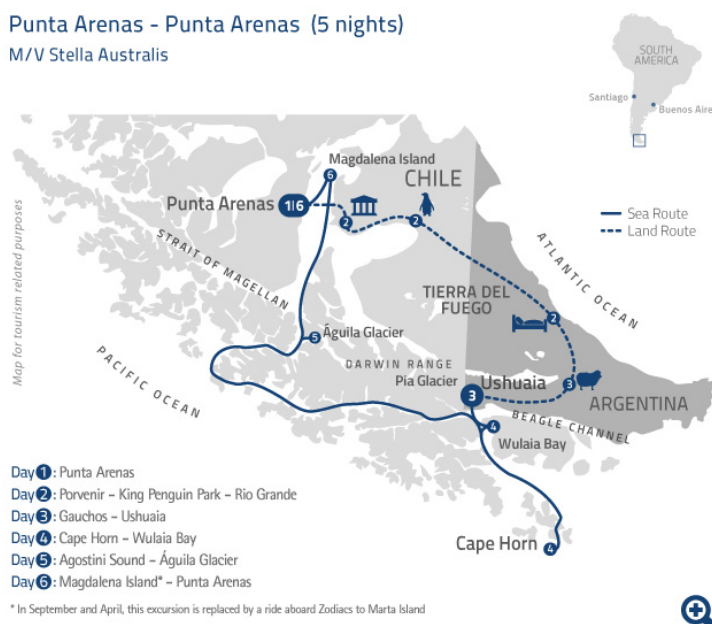 Punta Arenas - Punta Arenas (5 nights)
M/V Stella Australis
SOUTH
AMERICA
Santiago
Buenos Aire
Magdalena Island
6
CHILE
Punta Arenas
1|6
2
2
Sea Route
Land Route
STRAIT OF MAGELLAN
ATLANTIC OCEAN
Map for tourism related purposes
TIERRA DEL
FUEGO
2
5
Águila Glacier
PACIFIC OCEAN
DARWIN RANGE
Pia Glacier
Ushuaia
3
3
ARGENTINA
BEAGLE CHANNEL
4
Wulaia Bay
Cape Horn
4
Day 1: Punta Arenas
Day 2: Porvenir – King Penguin Park – Rio Grande
Day 3: Gauchos – Ushuaia
Day 4: Cape Horn – Wulaia Bay
Day 5: Agostini Sound – Águila Glacier
Day 6: Magdalena Island* – Punta Arenas
* In September and April, this excursion is replaced by a ride aboard Zodiacs to Marta Island